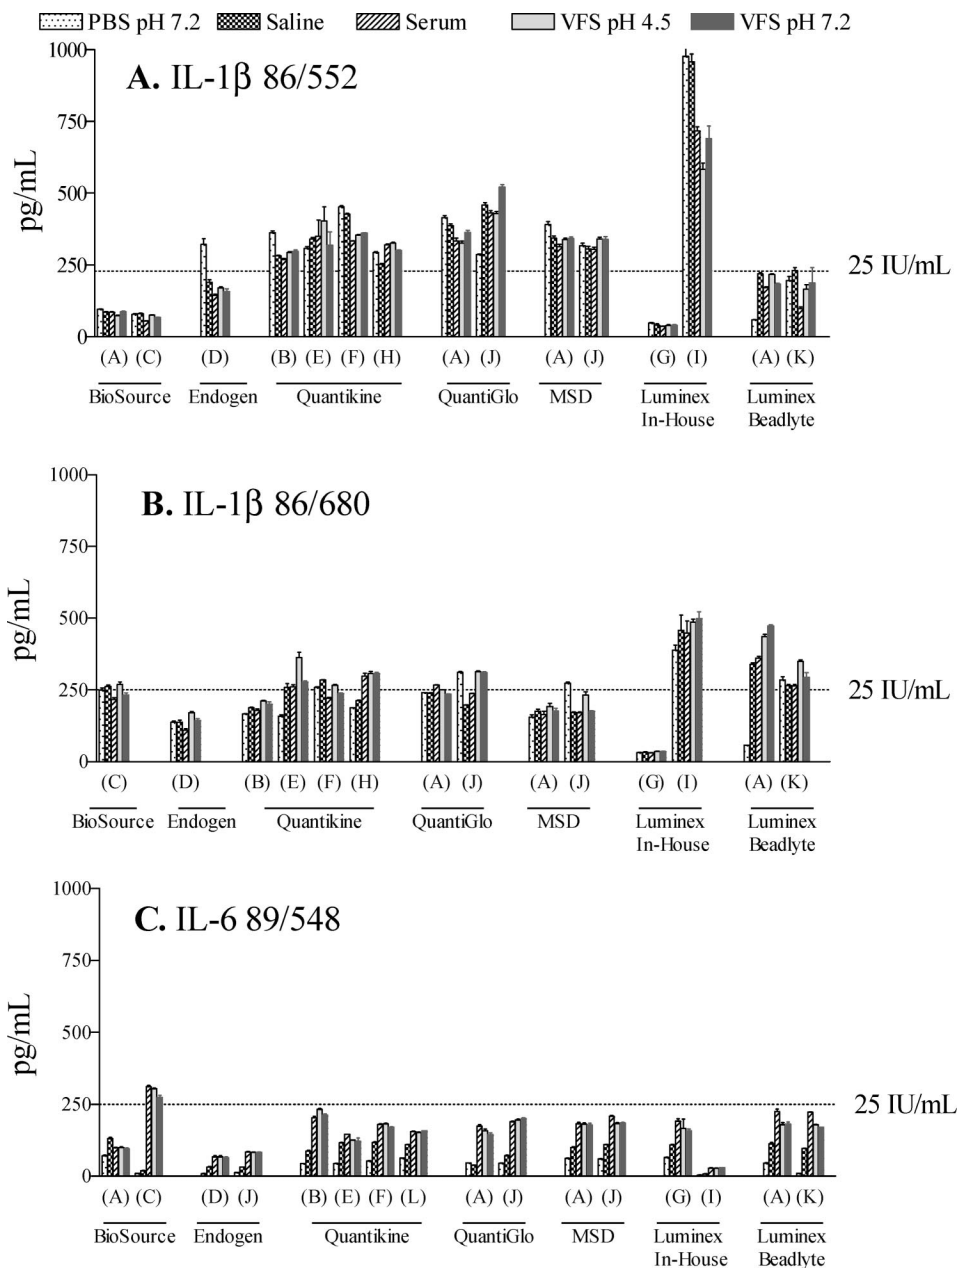 PBS pH 7.2 Saline Serum VFS pH 4.5 VFS pH 7.2
A. IL-1β 86/552
pg/mL
1000
750
500
250
0
25 IU/mL
(A) (C) (D) (B) (E) (F) (H) (A) (J) (A) (J) (G) (I) (A) (K)
BioSource Endogen Quantikine QuantiGlo MSD Luminex Luminex
In-House Beadlyte
B. IL-1β 86/680
pg/mL
1000
750
500
250
0
25 IU/mL
(C) (D) (B) (E) (F) (H) (A) (J) (A) (J) (G) (I) (A) (K)
BioSource Endogen Quantikine QuantiGlo MSD Luminex Luminex
In-House Beadlyte
C. IL-6 89/548
pg/mL
1000
750
500
250
0
25 IU/mL
(A) (C) (D) (J) (B) (E) (F) (L) (A) (J) (A) (J) (G) (I) (A) (K)
BioSource Endogen Quantikine QuantiGlo MSD Luminex Luminex
In-House Beadlyte